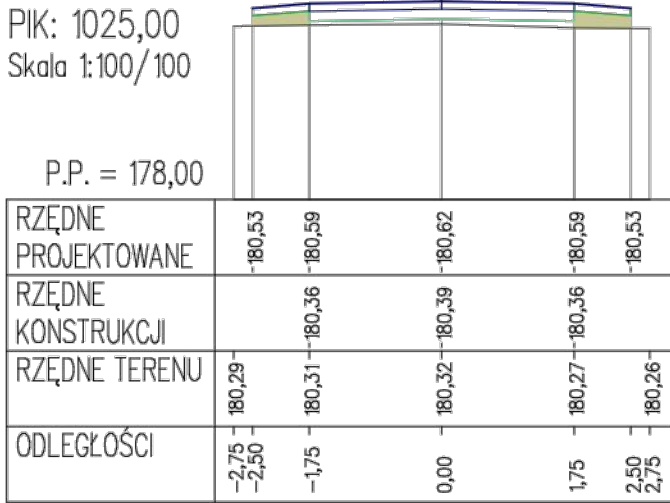 PIK: 1025,00
Skala 1:100/100
P.P. = 178,00
RZĘDNE
PROJEKTOWANE
180,53
180,59
180,62
180,59
180,53
RZĘDNE
KONSTRUKCJI
180,36
180,39
180,36
RZĘDNE TERENU
180,29
180,31
180,32
180,27
180,26
ODLEGŁOŚCI
-2,75
-2,50
-1,75
0,00
1,75
2,50
2,75